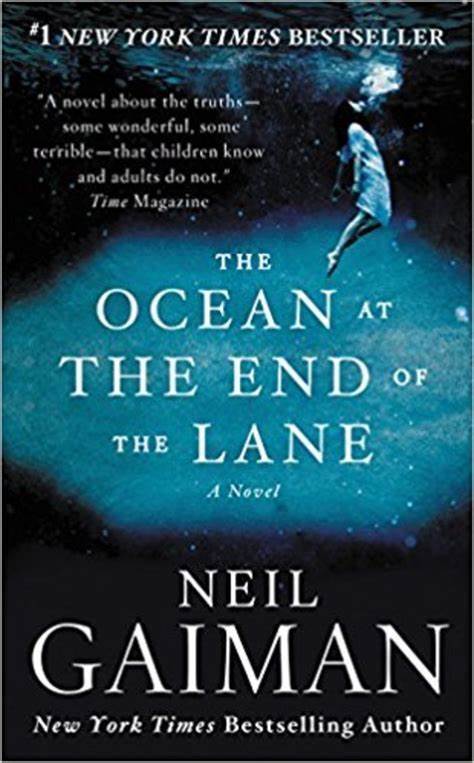 #1 NEW YORK TIMES BESTSELLER
"A novel about the truths—
some wonderful, some
terrible—that children know
and adults do not."
Time Magazine
THE
OCEAN AT
THE END OF
THE LANE
A Novel
NEIL
GAIMAN
New York Times Bestselling Author